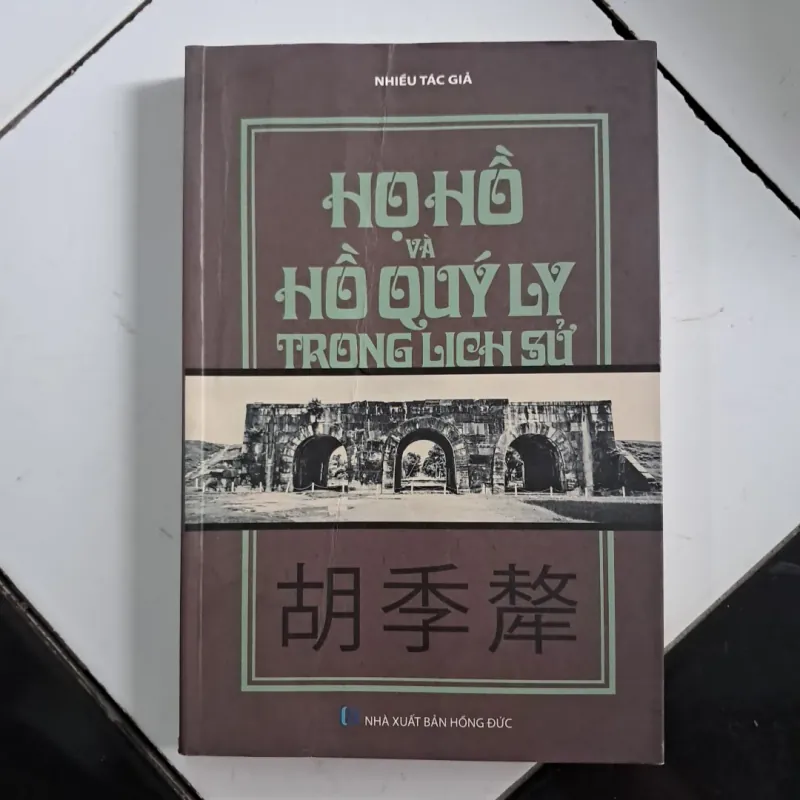 NHIỀU TÁC GIẢ
HỌ HỒ
VÀ
HỒ QUÝ LY
TRONG LỊCH SỬ
胡季犛
NHÀ XUẤT BẢN HỒNG ĐỨC